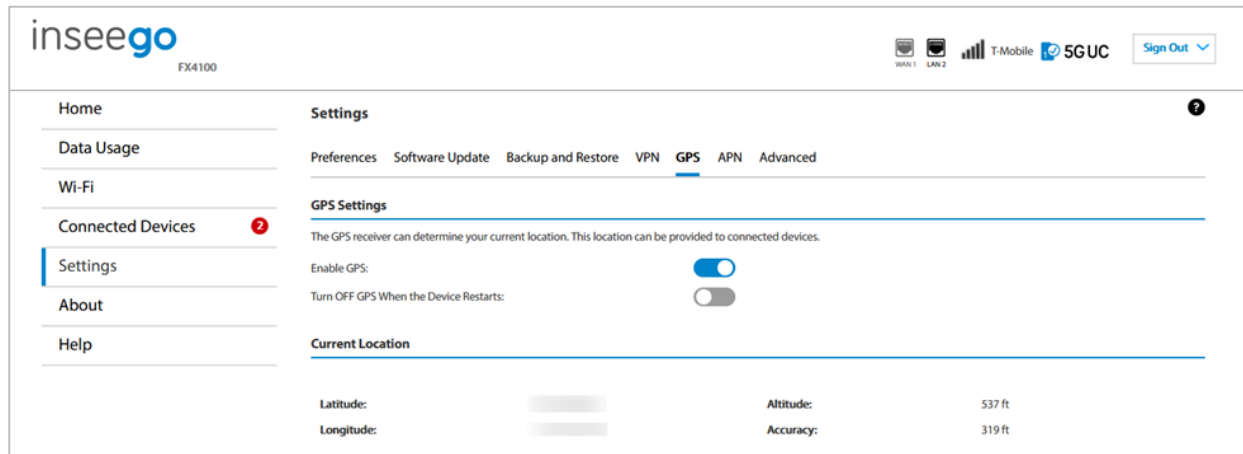 inseego
FX4100
WAN 1
LAN 2
T-Mobile
5G UC
Sign Out
Home
Data Usage
Wi-Fi
Connected Devices 2
Settings
About
Help
Settings
?
Preferences Software Update Backup and Restore VPN GPS APN Advanced
GPS Settings
The GPS receiver can determine your current location. This location can be provided to connected devices.
Enable GPS:
Turn OFF GPS When the Device Restarts:
Current Location
Latitude:
Altitude: 537 ft
Longitude:
Accuracy: 319 ft